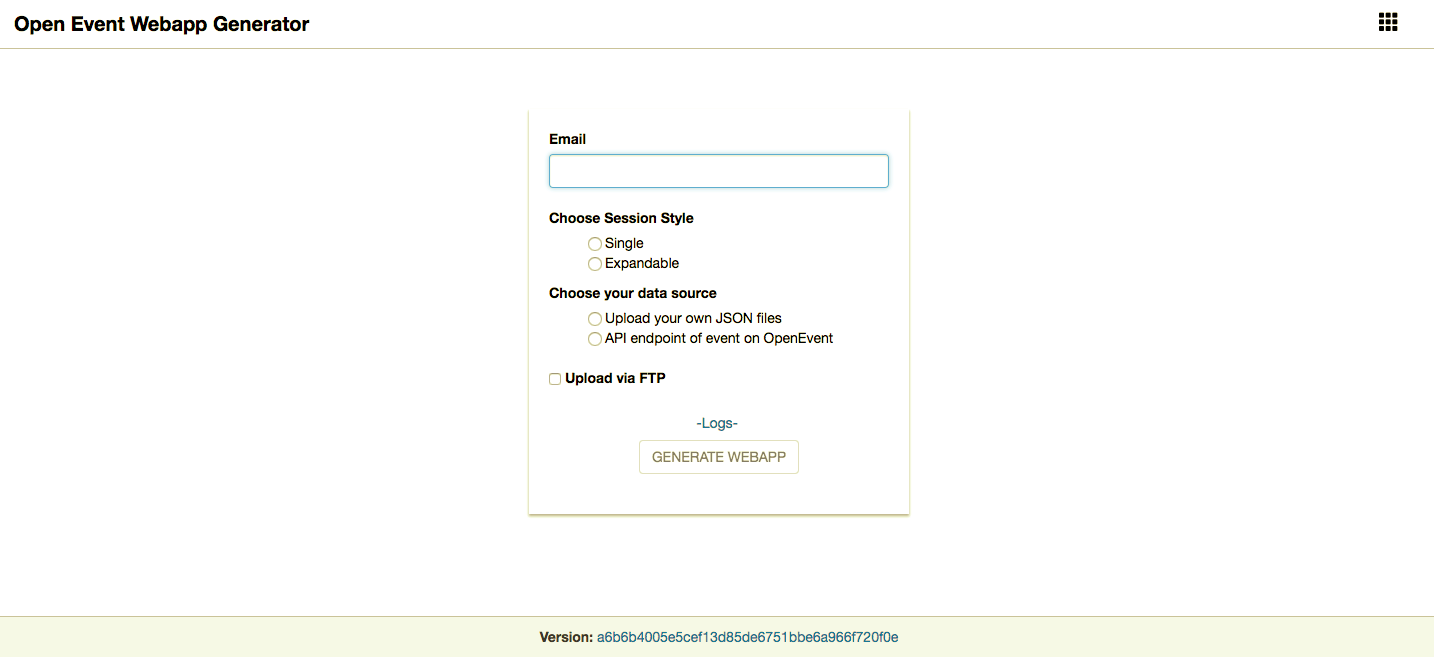 Open Event Webapp Generator
Email
Choose Session Style
Single
Expandable
Choose your data source
Upload your own JSON files
API endpoint of event on OpenEvent
Upload via FTP
-Logs-
GENERATE WEBAPP
Version: a6b6b4005e5cef13d85de6751bbe6a966f720f0e